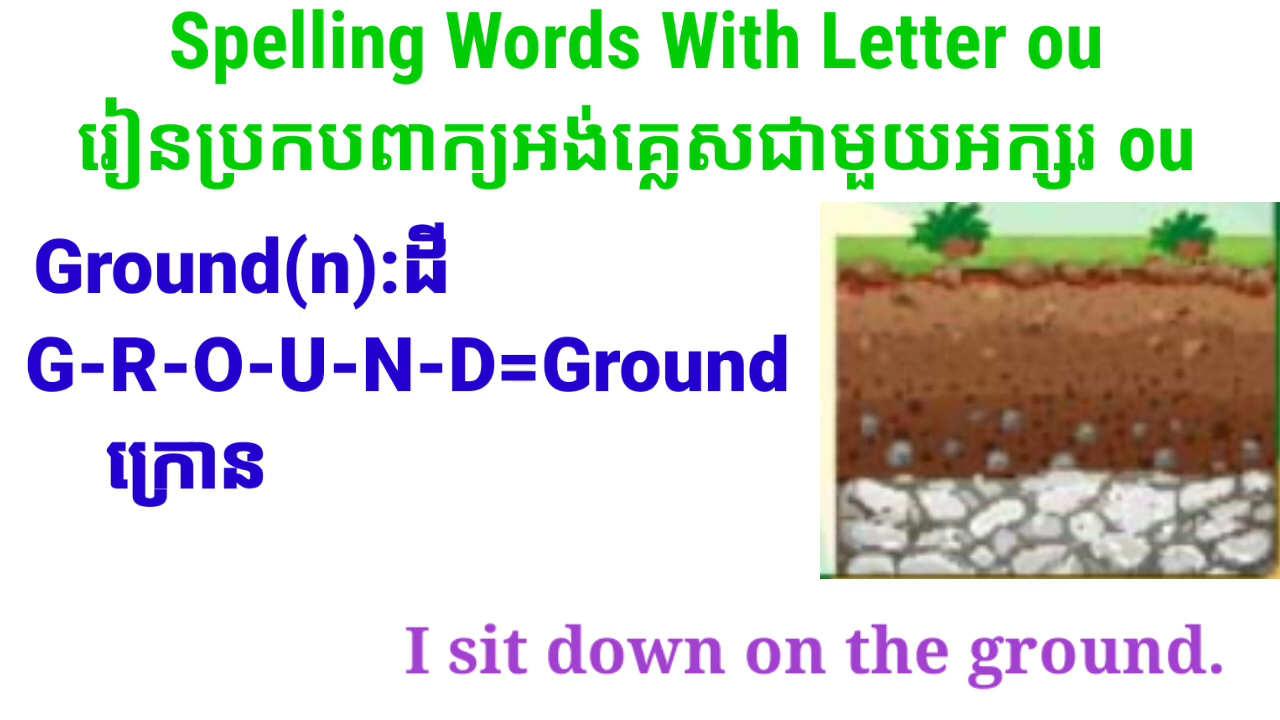 Spelling Words With Letter ou
រៀនប្រកបពាក្យអង់គ្លេសជាមួយអក្សរ ou
Ground(n):ដី
G-R-O-U-N-D=Ground
ក្រោន
I sit down on the ground.